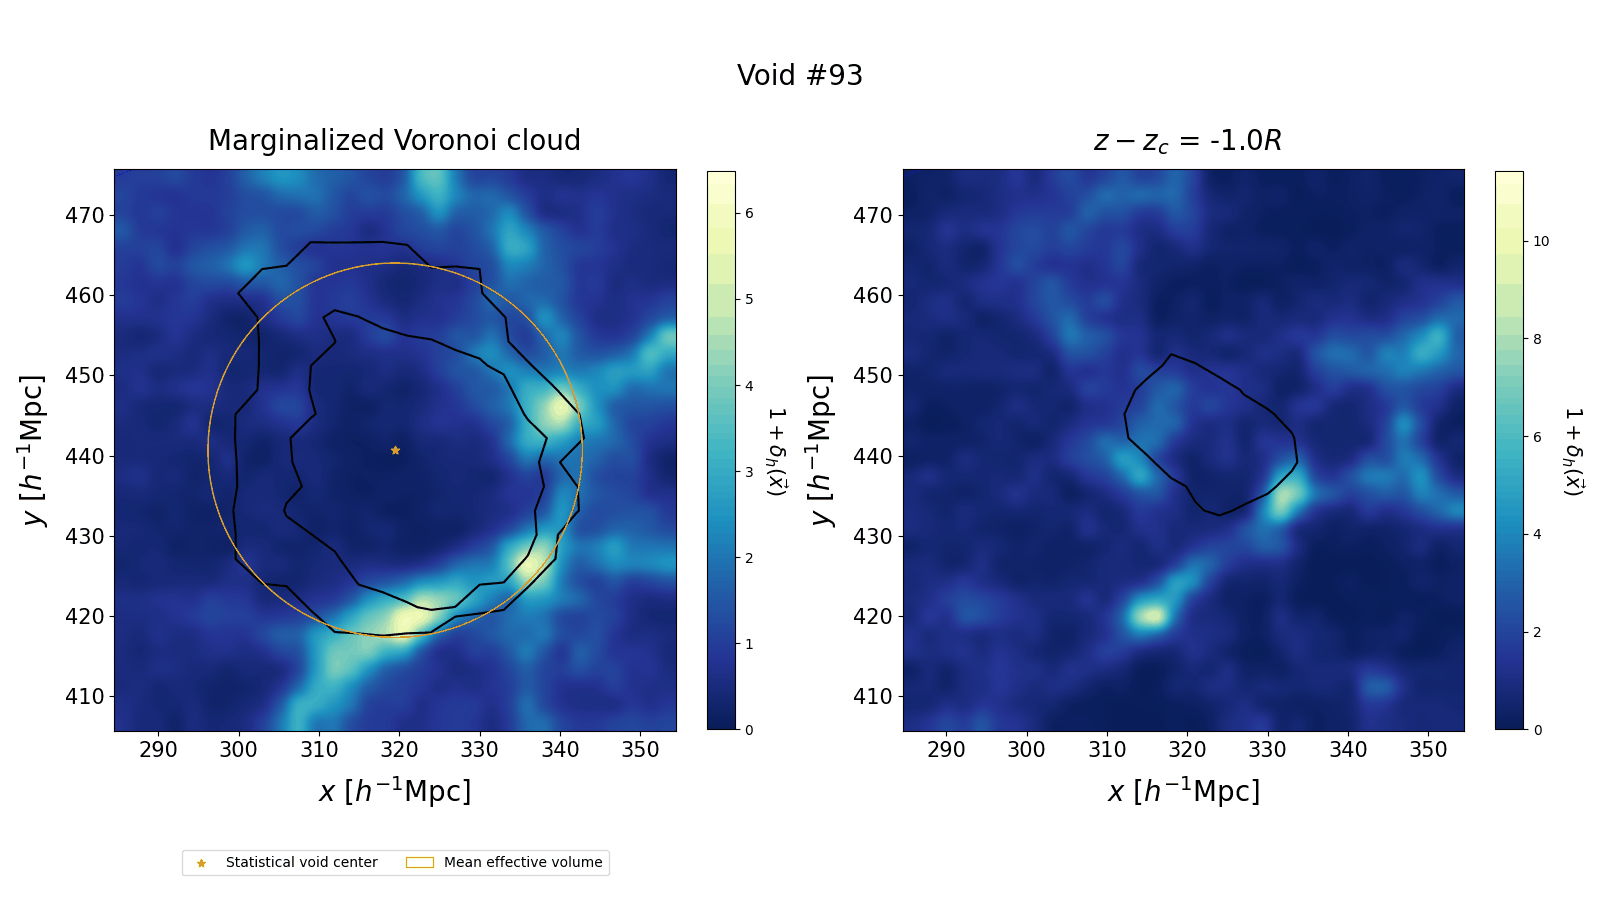 Void #93
Marginalized Voronoi cloud
z − z_c = -1.0R
470
460
450
440
430
420
410
y [h⁻¹Mpc]
290 300 310 320 330 340 350
x [h⁻¹Mpc]
6
5
4
3
2
1
0
1 + δ_h(x⃗)
470
460
450
440
430
420
410
y [h⁻¹Mpc]
290 300 310 320 330 340 350
x [h⁻¹Mpc]
10
8
6
4
2
0
1 + δ_h(x⃗)
Statistical void center Mean effective volume